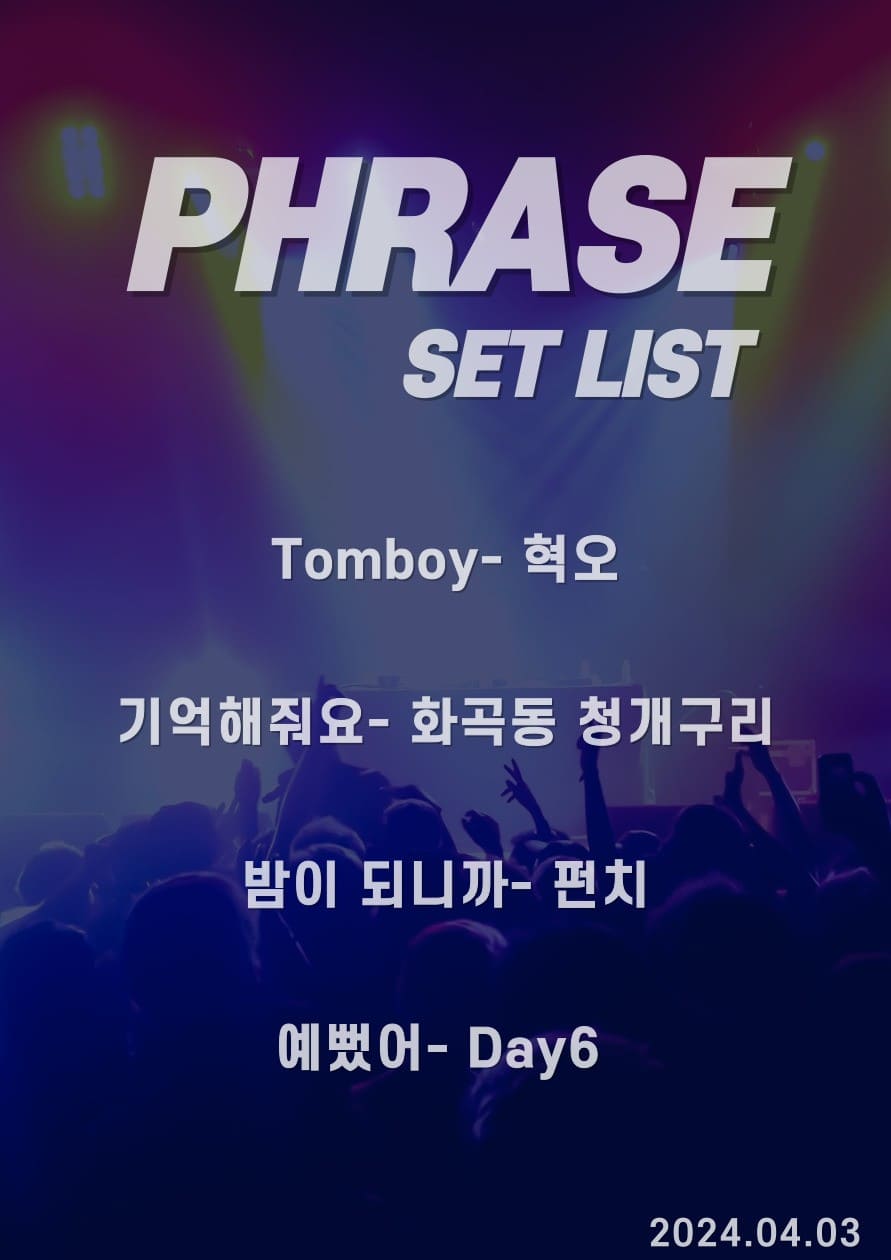 PHRASE
SET LIST
Tomboy- 혁오
기억해줘요- 화곡동 청개구리
밤이 되니까- 펀치
예뻤어- Day6
2024.04.03